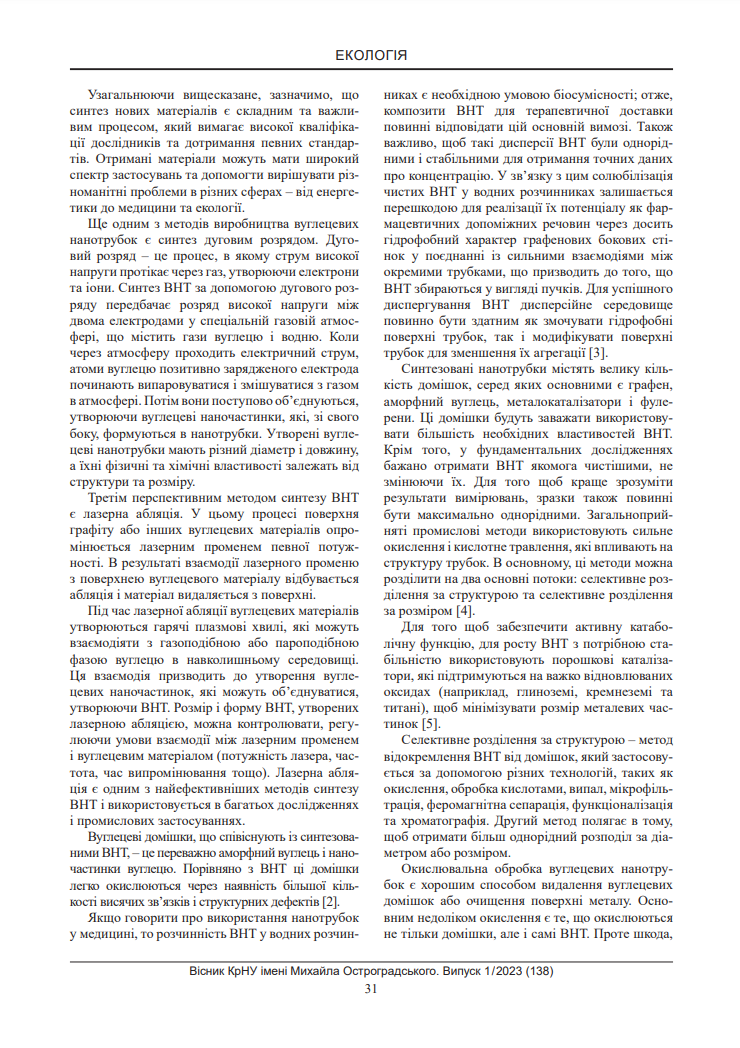 ЕКОЛОГІЯ
Узагальнюючи вищесказане, зазначимо, що
синтез нових матеріалів є складним та важли-
вим процесом, який вимагає високої кваліфіка-
ції дослідників та дотримання певних стандар-
тів. Отримані матеріали можуть мати широкий
спектр застосувань та допомогти вирішувати різ-
номанітні проблеми в різних сферах – від енерге-
тики до медицини та екології.
Ще одним з методів виробництва вуглецевих
нанотрубок є синтез дуговим розрядом. Дуго-
вий розряд – це процес, в якому струм високої
напруги протікає через газ, утворюючи електрони
та іони. Синтез ВНТ за допомогою дугового роз-
ряду передбачає розряд високої напруги між
двома електродами у спеціальній газовій атмос-
фері, що містить гази вуглецю і водню. Коли
через атмосферу проходить електричний струм,
атоми вуглецю позитивно зарядженого електрода
починають випаровуватися і змішуватися з газом
в атмосфері. Потім вони поступово об’єднуються,
утворюючи вуглецеві наночастинки, які, зі свого
боку, формуються в нанотрубки. Утворені вугле-
цеві нанотрубки мають різний діаметр і довжину,
а їхні фізичні та хімічні властивості залежать від
структури та розміру.
Третім перспективним методом синтезу ВНТ
є лазерна абляція. У цьому процесі поверхня
графіту або інших вуглецевих матеріалів опро-
мінюється лазерним променем певної потуж-
ності. В результаті взаємодії лазерного променю
з поверхнею вуглецевого матеріалу відбувається
абляція і матеріал видаляється з поверхні.
Під час лазерної абляції вуглецевих матеріалів
утворюються гарячі плазмові хвилі, які можуть
взаємодіяти з газоподібною або пароподібною
фазою вуглецю в навколишньому середовищі.
Ця взаємодія призводить до утворення вугле-
цевих наночастинок, які можуть об’єднуватися,
утворюючи ВНТ. Розмір і форму ВНТ, утворених
лазерною абляцією, можна контролювати, регу-
люючи умови взаємодії між лазерним променем
і вуглецевим матеріалом (потужність лазера, час-
тота, час випромінювання тощо). Лазерна абля-
ція є одним з найефективніших методів синтезу
ВНТ і використовується в багатьох дослідженнях
і промислових застосуваннях.
Вуглецеві домішки, що співіснують із синтезова-
ними ВНТ, – це переважно аморфний вуглець і нано-
частинки вуглецю. Порівняно з ВНТ ці домішки
легко окислюються через наявність більшої кіль-
кості висячих зв’язків і структурних дефектів [2].
Якщо говорити про використання нанотрубок
у медицині, то розчинність ВНТ у водних розчин-
никах є необхідною умовою біосумісності; отже,
композити ВНТ для терапевтичної доставки
повинні відповідати цій основній вимозі. Також
важливо, щоб такі дисперсії ВНТ були однорід-
ними і стабільними для отримання точних даних
про концентрацію. У зв’язку з цим солюбілізація
чистих ВНТ у водних розчинниках залишається
перешкодою для реалізації їх потенціалу як фар-
мацевтичних допоміжних речовин через досить
гідрофобний характер графенових бокових сті-
нок у поєднанні із сильними взаємодіями між
окремими трубками, що призводить до того, що
ВНТ збираються у вигляді пучків. Для успішного
диспергування ВНТ дисперсійне середовище
повинно бути здатним як змочувати гідрофобні
поверхні трубок, так і модифікувати поверхні
трубок для зменшення їх агрегації [3].
Синтезовані нанотрубки містять велику кіль-
кість домішок, серед яких основними є графен,
аморфний вуглець, металокаталізатори і фуле-
рени. Ці домішки будуть заважати використову-
вати більшість необхідних властивостей ВНТ.
Крім того, у фундаментальних дослідженнях
бажано отримати ВНТ якомога чистішими, не
змінюючи їх. Для того щоб краще зрозуміти
результати вимірювань, зразки також повинні
бути максимально однорідними. Загальноприй-
няті промислові методи використовують сильне
окислення і кислотне травлення, які впливають на
структуру трубок. В основному, ці методи можна
розділити на два основні потоки: селективне роз-
ділення за структурою та селективне розділення
за розміром [4].
Для того щоб забезпечити активну катабо-
лічну функцію, для росту ВНТ з потрібною ста-
більністю використовують порошкові каталіза-
тори, які підтримуються на важко відновлюваних
оксидах (наприклад, глиноземі, кремнеземі та
титані), щоб мінімізувати розмір металевих час-
тинок [5].
Селективне розділення за структурою – метод
відокремлення ВНТ від домішок, який застосову-
ється за допомогою різних технологій, таких як
окислення, обробка кислотами, випал, мікрофіль-
трація, феромагнітна сепарація, функціоналізація
та хроматографія. Другий метод полягає в тому,
щоб отримати більш однорідний розподіл за діа-
метром або розміром.
Окислювальна обробка вуглецевих нанотру-
бок є хорошим способом видалення вуглецевих
домішок або очищення поверхні металу. Осно-
вним недоліком окислення є те, що окислюються
не тільки домішки, але і самі ВНТ. Проте шкода,
Вісник КрНУ імені Михайла Остроградського. Випуск 1/2023 (138)
31